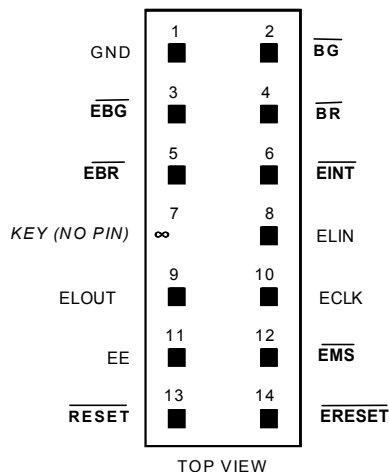 1 2
GND BG
3 4
EBG BR
5 6
EBR EINT
7 8
KEY (NO PIN) ∞ ELIN
9 10
ELOUT ECLK
11 12
EE EMS
13 14
RESET ERESET
TOP VIEW